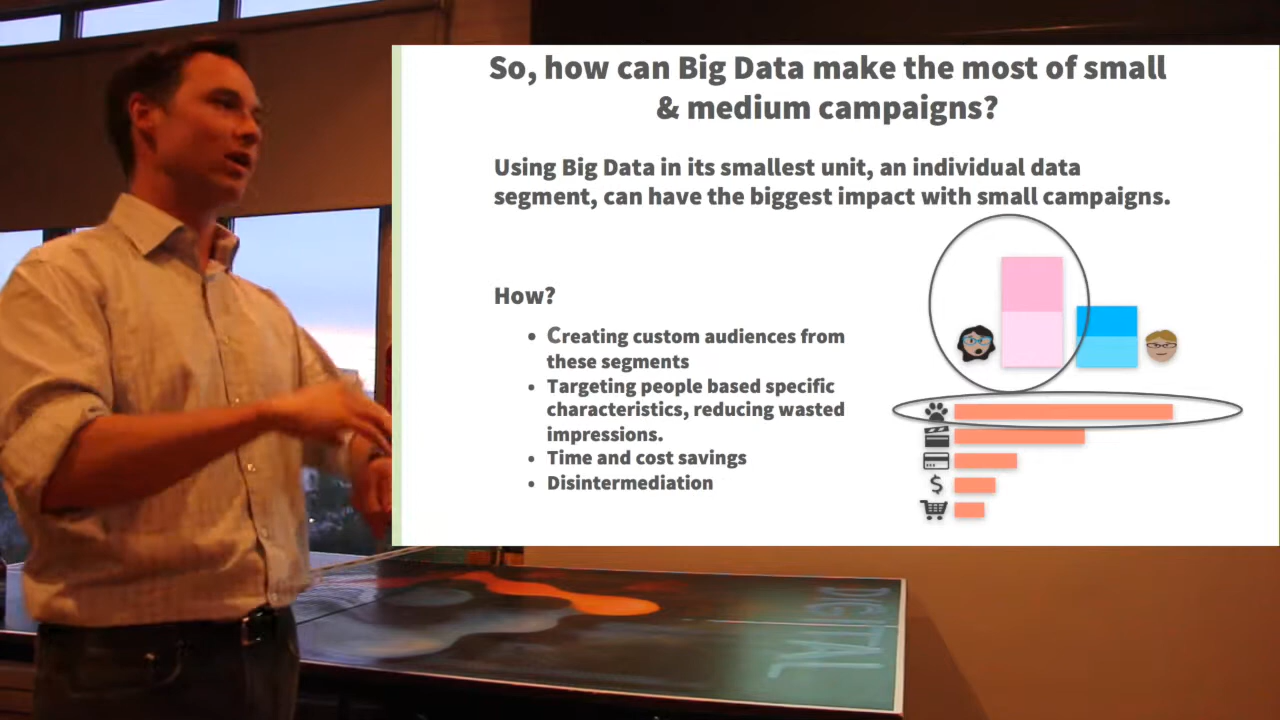 So, how can Big Data make the most of small
& medium campaigns?
Using Big Data in its smallest unit, an individual data
segment, can have the biggest impact with small campaigns.
How?
• Creating custom audiences from
these segments
• Targeting people based specific
characteristics, reducing wasted
impressions.
• Time and cost savings
• Disintermediation
$
DGITAL